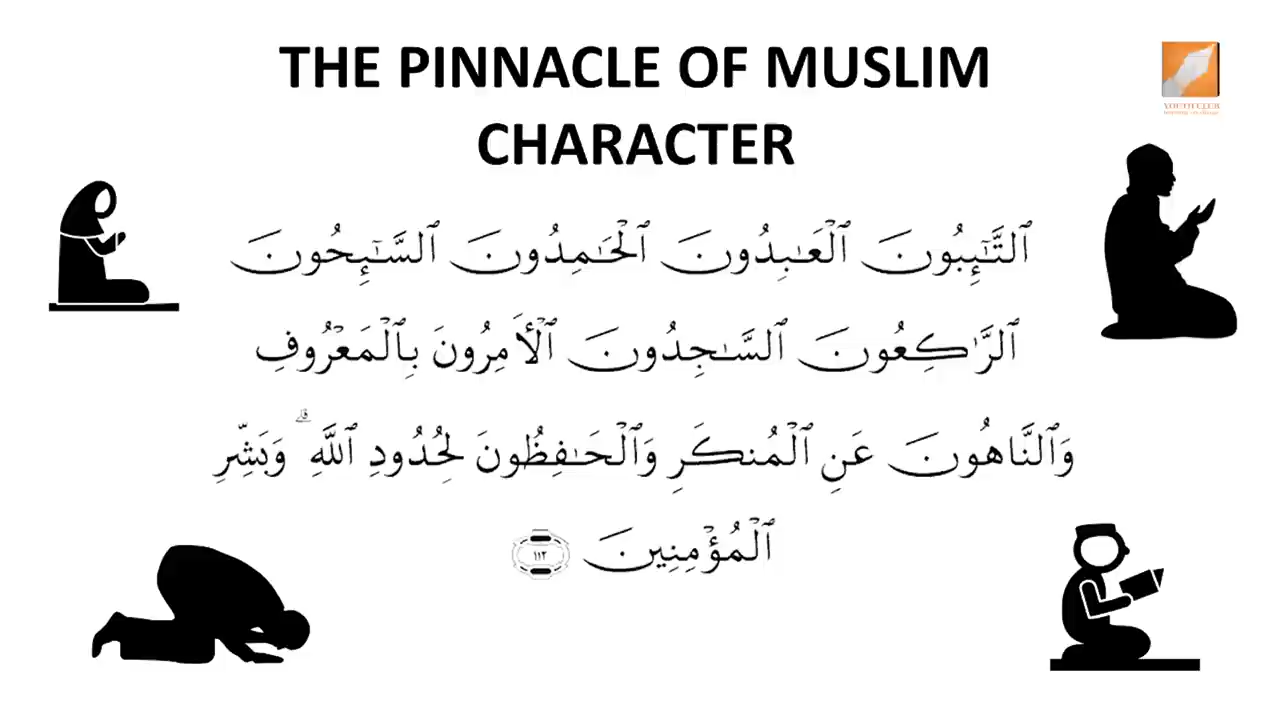 THE PINNACLE OF MUSLIM
CHARACTER
ٱلتَّـٰٓئِبُونَ ٱلْعَـٰبِدُونَ ٱلْحَـٰمِدُونَ ٱلسَّـٰٓئِحُونَ
ٱلرَّٰكِعُونَ ٱلسَّـٰجِدُونَ ٱلْأَمِرُونَ بِٱلْمَعْرُوفِ
وَٱلنَّاهُونَ عَنِ ٱلْمُنكَرِ وَٱلْحَـٰفِظُونَ لِحُدُودِ ٱللَّهِ ۗ وَبَشِّرِ
ٱلْمُؤْمِنِينَ ١١٢